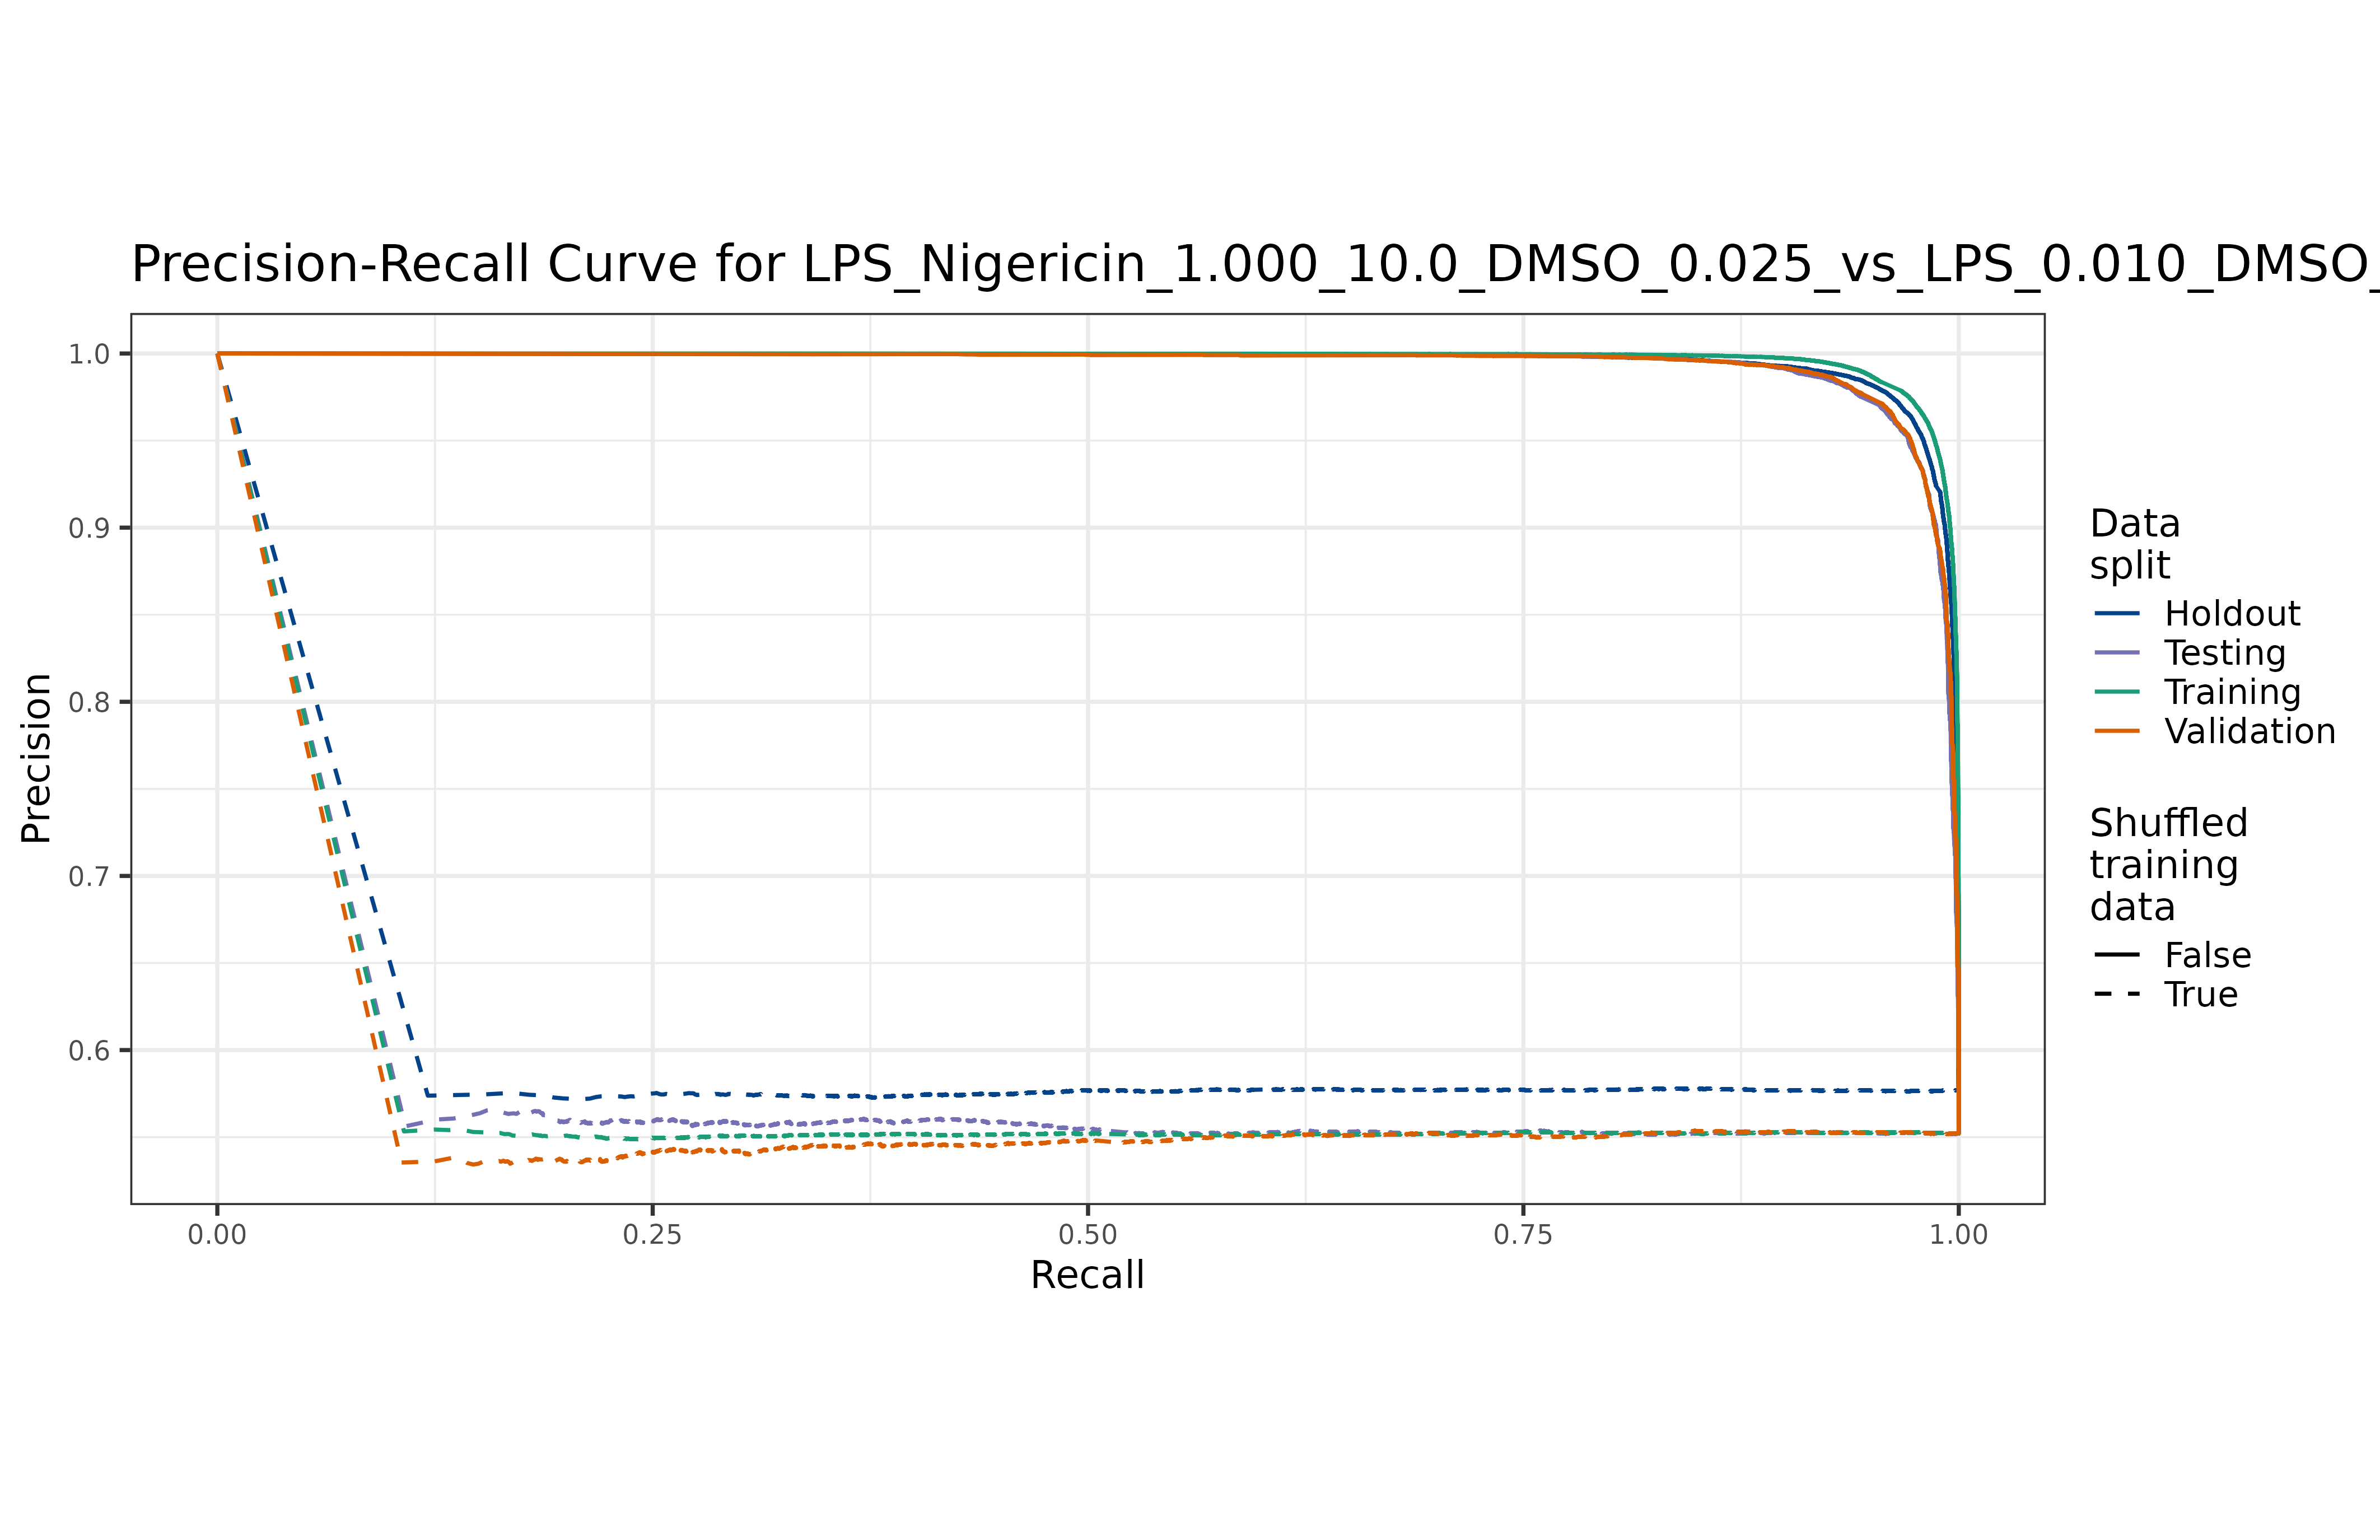 Precision-Recall Curve for LPS_Nigericin_1.000_10.0_DMSO_0.025_vs_LPS_0.010_DMSO_
1.0
0.9
0.8
0.7
0.6
Precision
0.00
0.25
0.50
0.75
1.00
Recall
Data
split
Holdout
Testing
Training
Validation
Shuffled
training
data
False
True